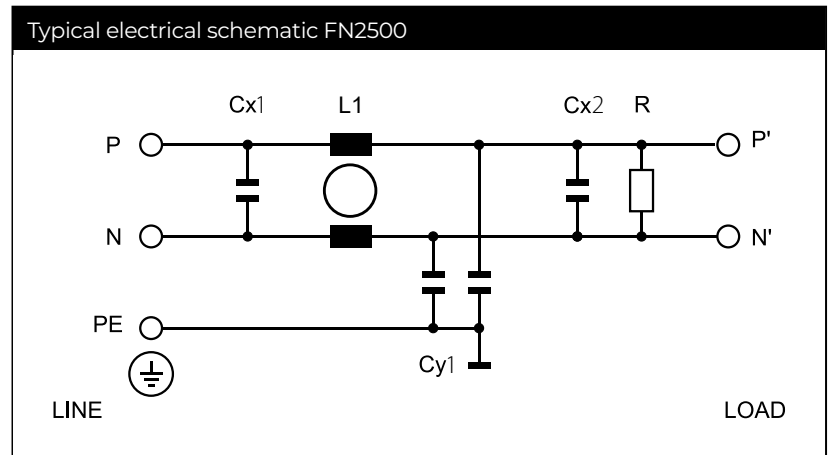 Typical electrical schematic FN2500
Cx1 L1 Cx2 R
P P'
N N'
PE
Cy1
LINE LOAD